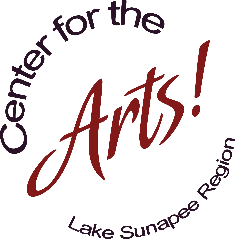 Center for the
Arts!
Lake Sunapee Region